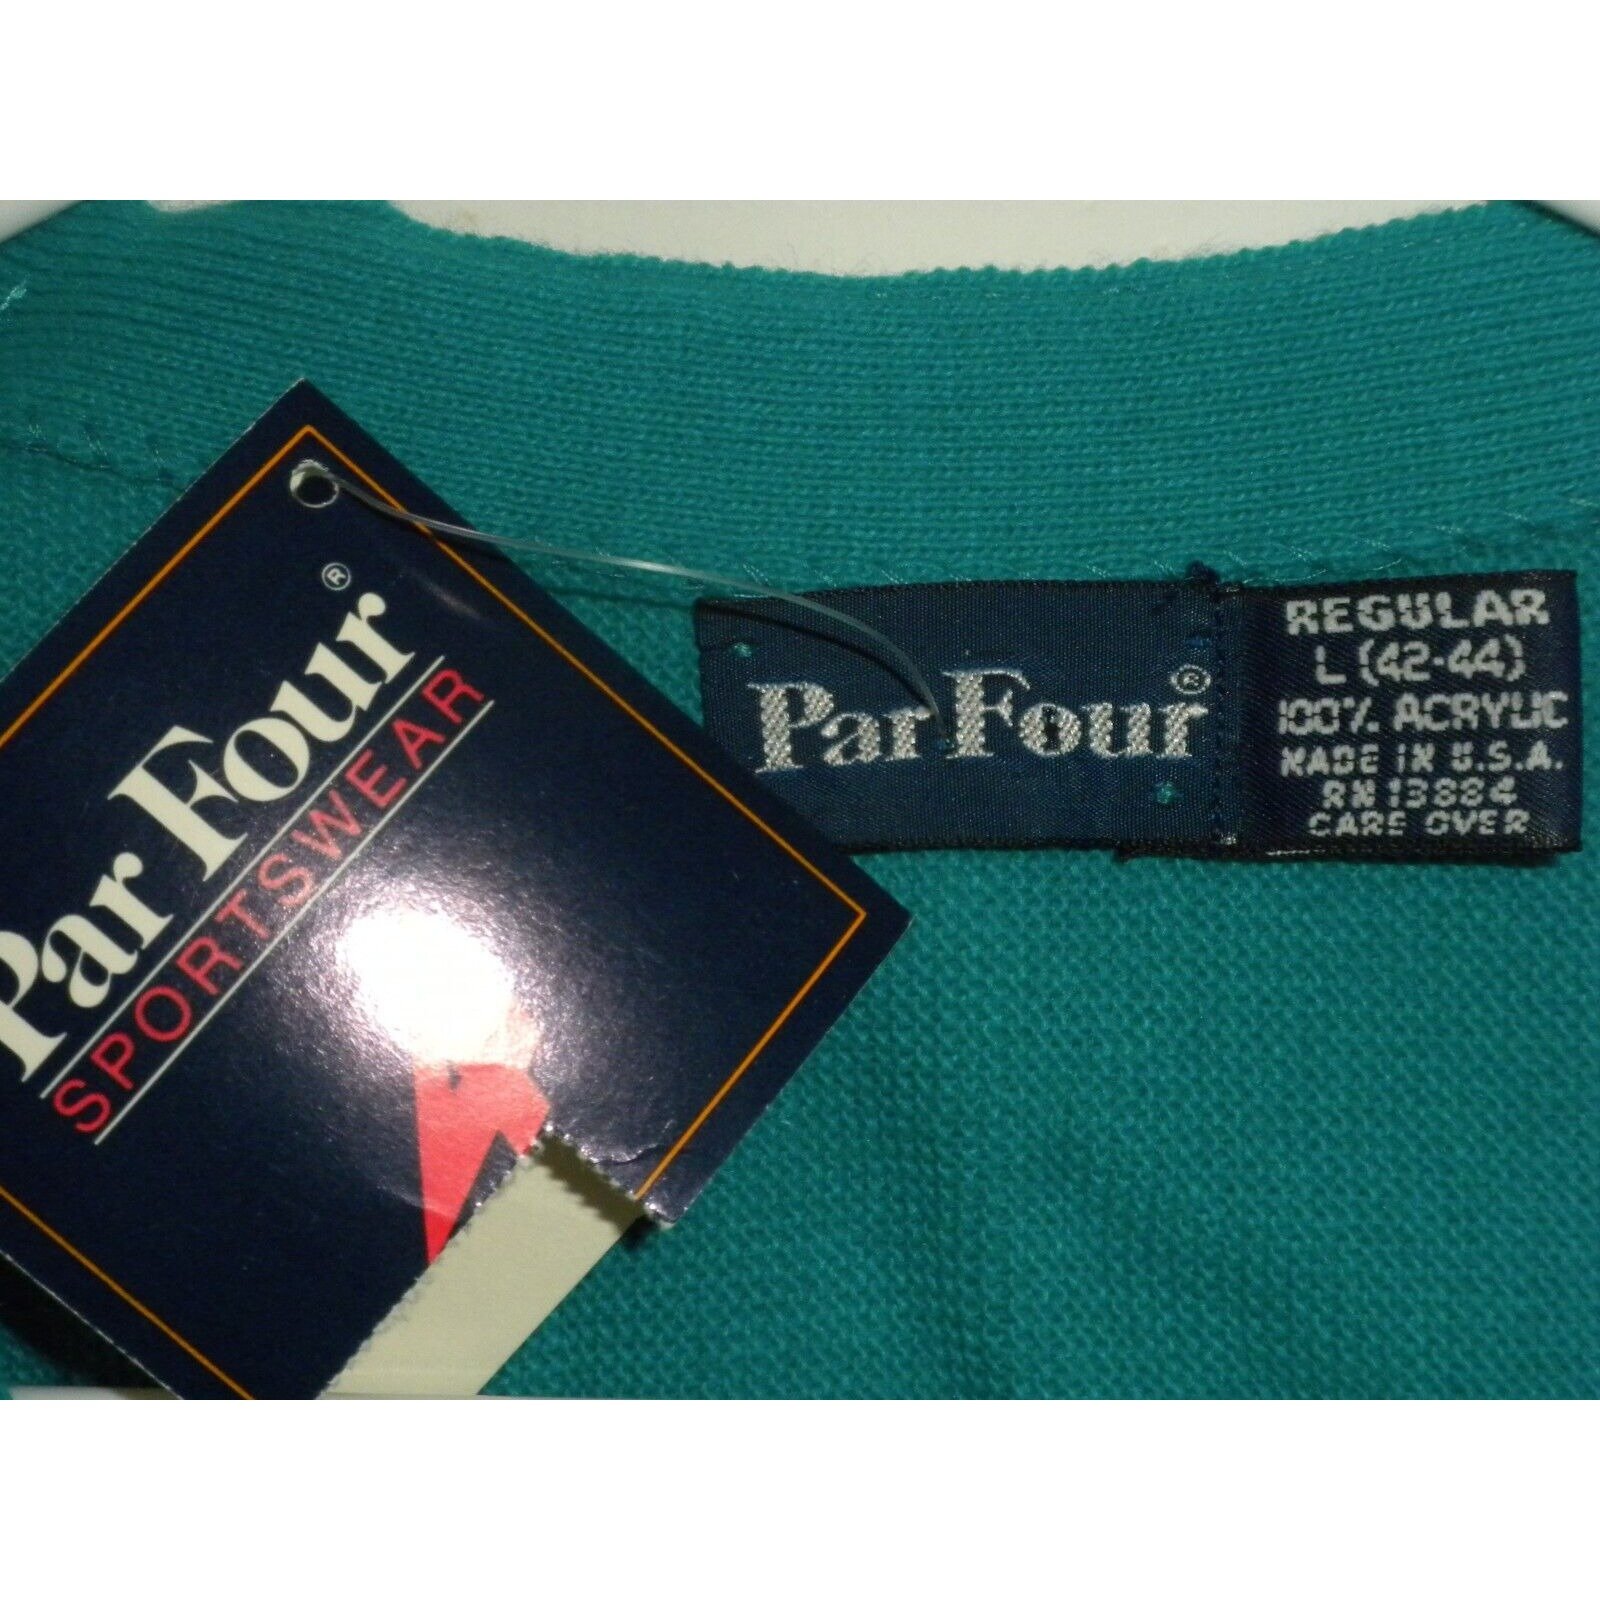 Par Four®
SPORTSWEAR
Par Four®
REGULAR
L (42-44)
100% ACRYLIC
MADE IN U.S.A.
RN 13884
CARE OVER